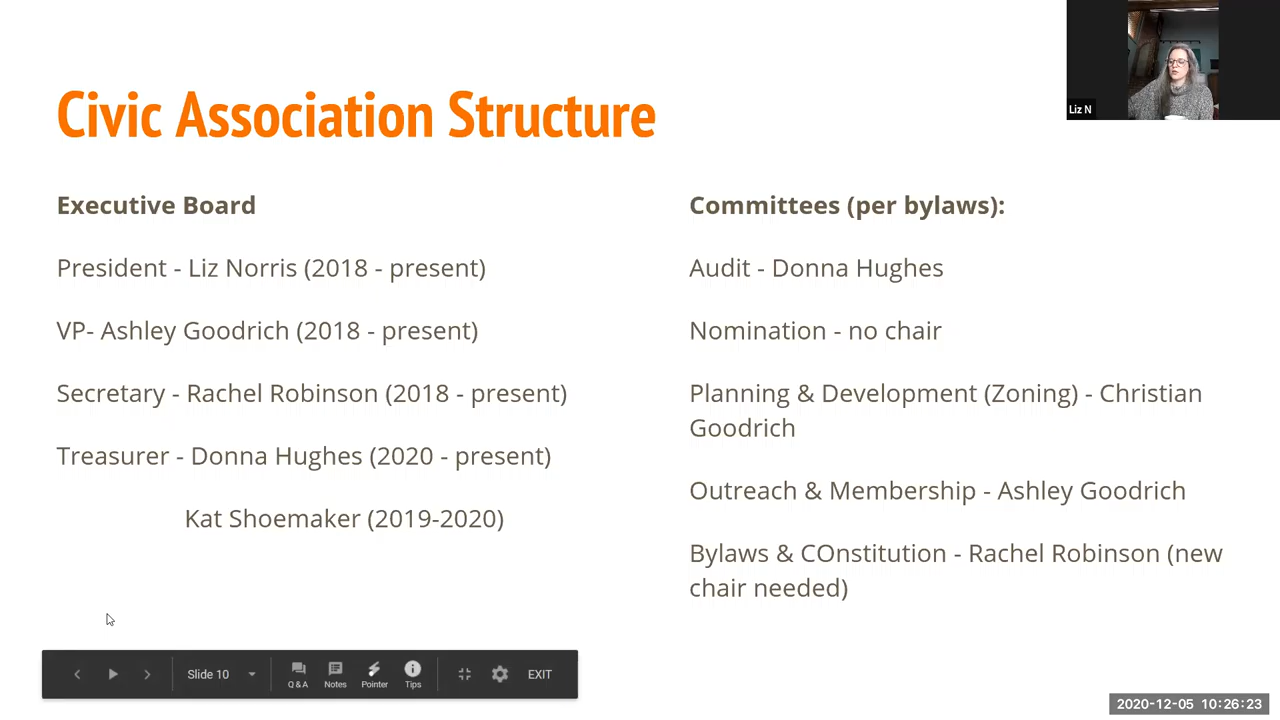 Civic Association Structure
Executive Board
President - Liz Norris (2018 - present)
VP- Ashley Goodrich (2018 - present)
Secretary - Rachel Robinson (2018 - present)
Treasurer - Donna Hughes (2020 - present)
Kat Shoemaker (2019-2020)
Committees (per bylaws):
Audit - Donna Hughes
Nomination - no chair
Planning & Development (Zoning) - Christian
Goodrich
Outreach & Membership - Ashley Goodrich
Bylaws & COnstitution - Rachel Robinson (new
chair needed)
Liz N
Slide 10
Q & A
Notes
Pointer
Tips
EXIT
2020-12-05 10:26:23